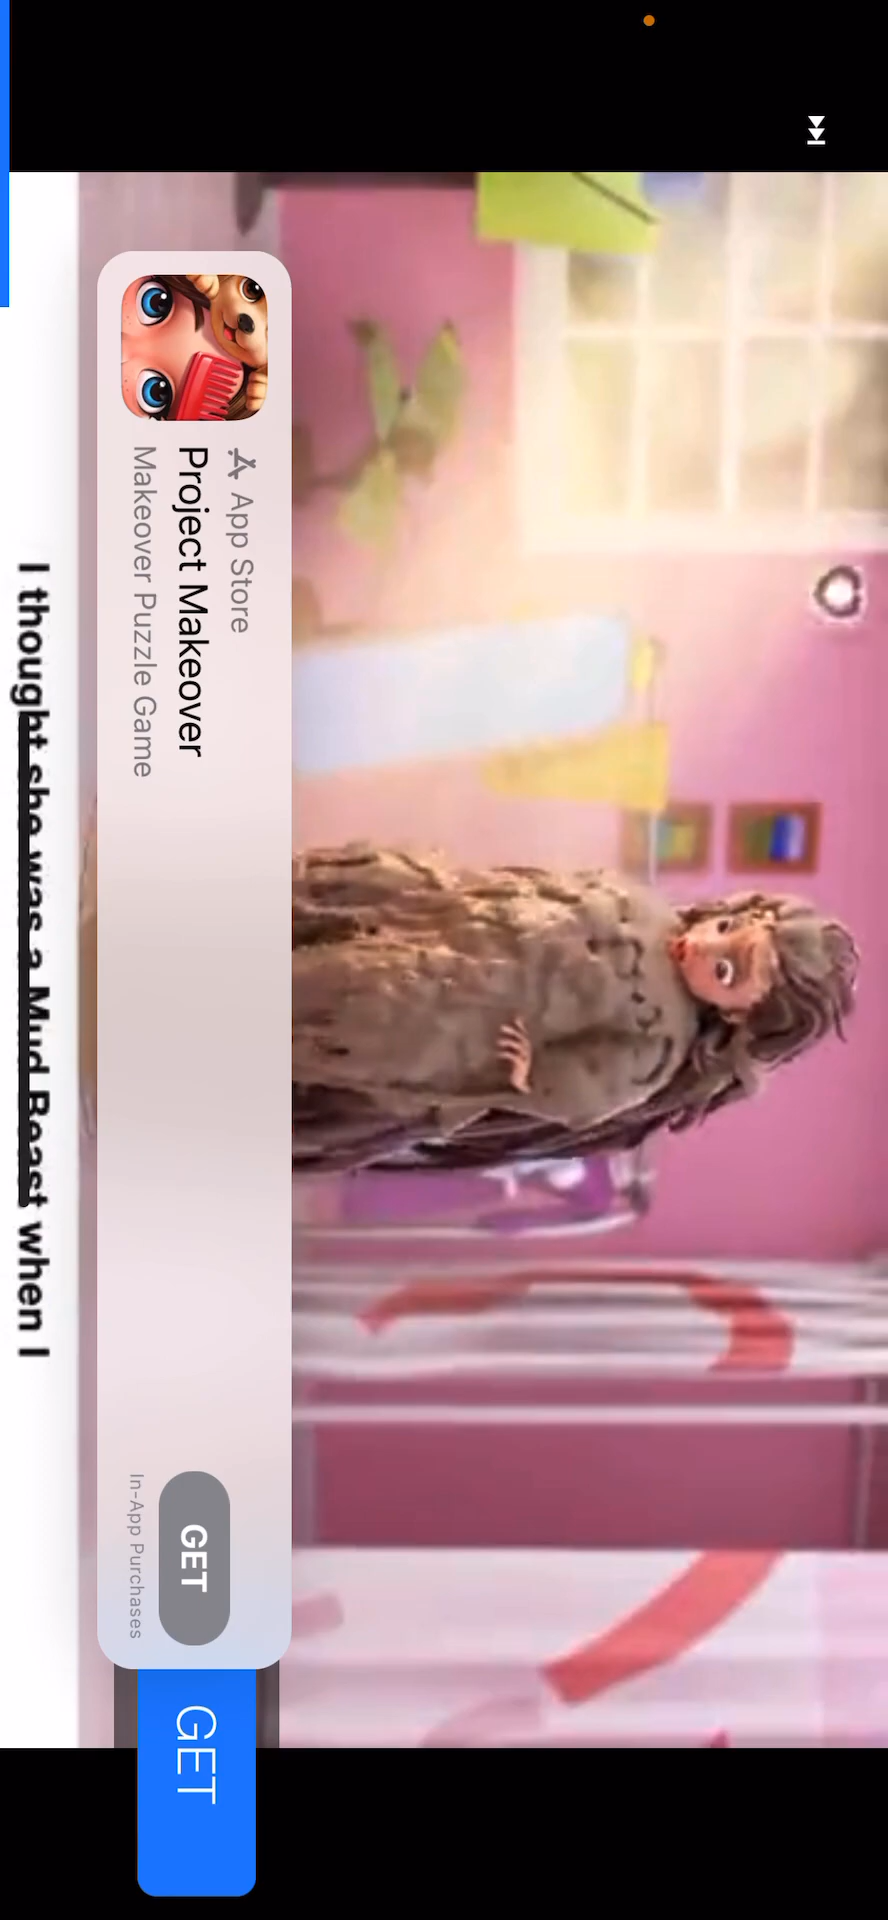 App Store
Project Makeover
Makeover Puzzle Game
GET
In-App Purchases
GET
I thought she was a Mud Beast when I